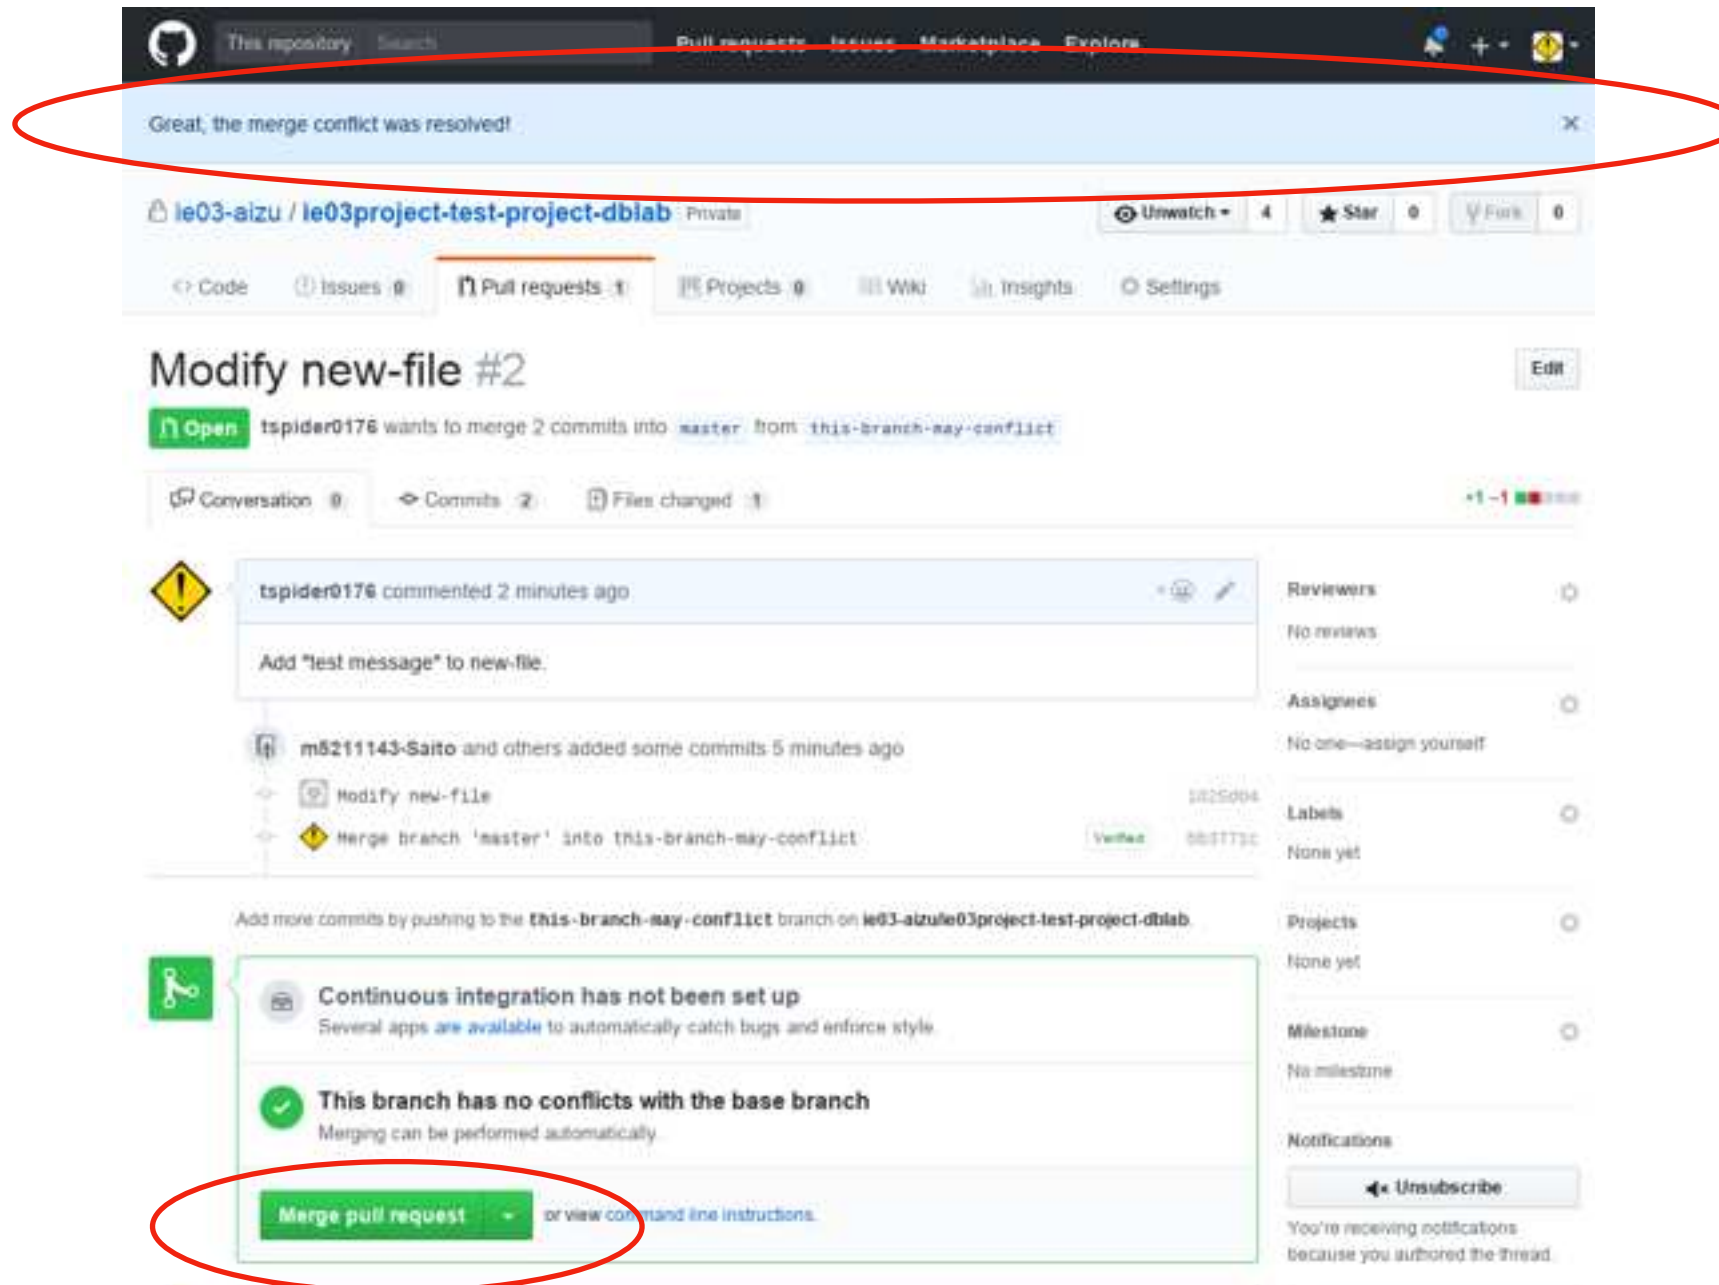 This repository Search Pull requests Issues Marketplace Explore
Great, the merge conflict was resolved!
ie03-aizu / ie03project-test-project-dblab Private Unwatch 4 Star 0 Fork 0
Code Issues 0 Pull requests 1 Projects 0 Wiki Insights Settings
Modify new-file #2 Edit
Open tspider0176 wants to merge 2 commits into master from this-branch-may-conflict
Conversation 0 Commits 2 Files changed 1 +1 −1
tspider0176 commented 2 minutes ago
Add "test message" to new-file.
m5211143-Saito and others added some commits 5 minutes ago
Modify new-file
Merge branch 'master' into this-branch-may-conflict Verified
Add more commits by pushing to the this-branch-may-conflict branch on ie03-aizu/ie03project-test-project-dblab.
Continuous integration has not been set up
Several apps are available to automatically catch bugs and enforce style.
This branch has no conflicts with the base branch
Merging can be performed automatically.
Merge pull request or view command line instructions.
Reviewers
No reviews
Assignees
No one—assign yourself
Labels
None yet
Projects
None yet
Milestone
No milestone
Notifications
Unsubscribe
You're receiving notifications
because you authored the thread.